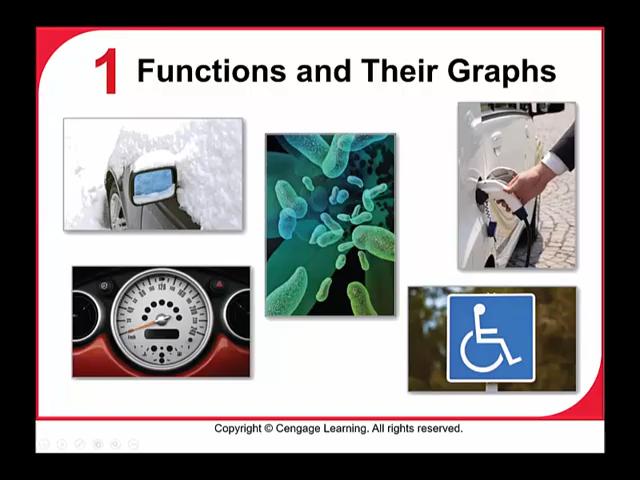 1 Functions and Their Graphs
Copyright © Cengage Learning. All rights reserved.